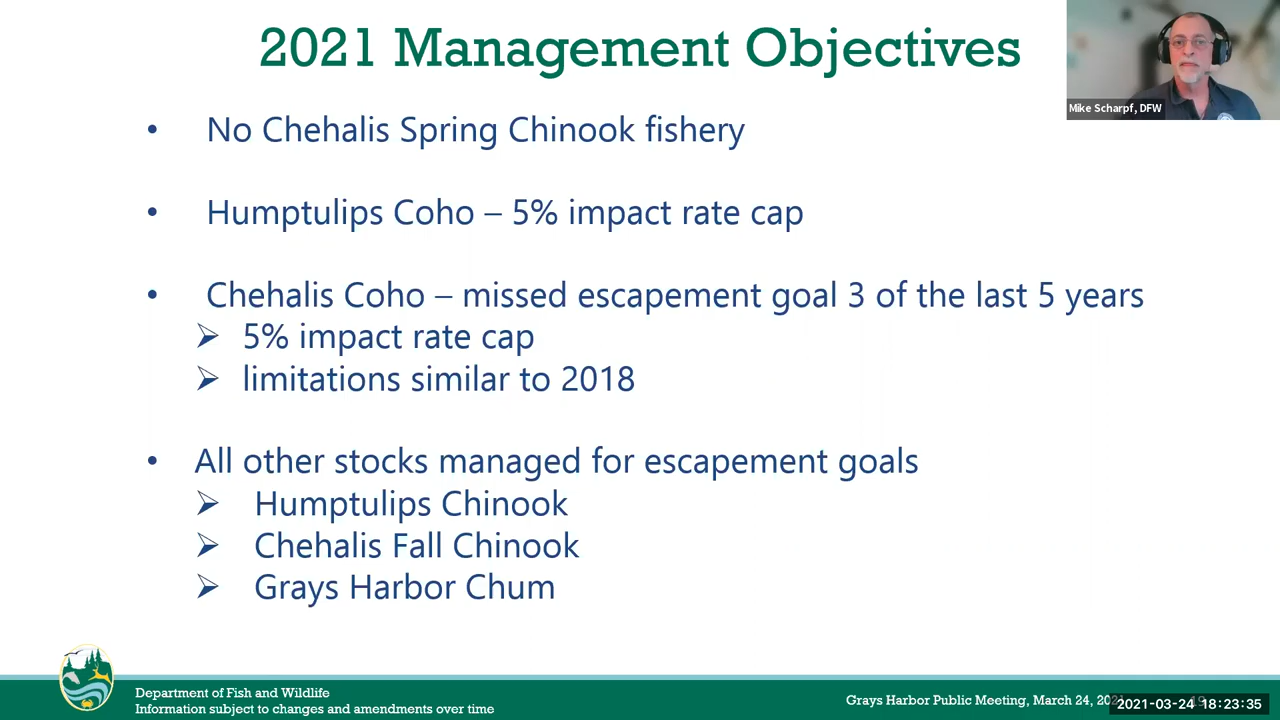 2021 Management Objectives
Mike Scharpf, DFW
• No Chehalis Spring Chinook fishery
• Humptulips Coho – 5% impact rate cap
• Chehalis Coho – missed escapement goal 3 of the last 5 years
➢ 5% impact rate cap
➢ limitations similar to 2018
• All other stocks managed for escapement goals
➢ Humptulips Chinook
➢ Chehalis Fall Chinook
➢ Grays Harbor Chum
Department of Fish and Wildlife
Information subject to changes and amendments over time
Grays Harbor Public Meeting, March 24, 2021
2021-03-24 18:23:35